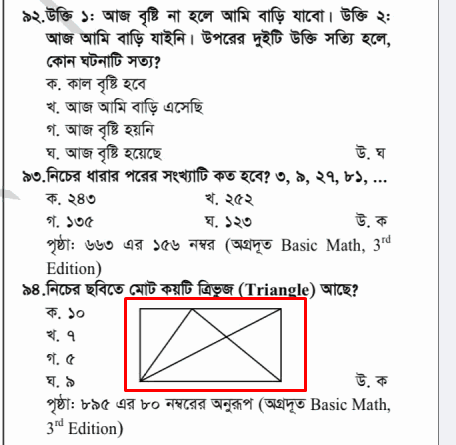 ৯২.উক্তি ১: আজ বৃষ্টি না হলে আমি বাড়ি যাবো। উক্তি ২:
আজ আমি বাড়ি যাইনি। উপরের দুইটি উক্তি সত্যি হলে,
কোন ঘটনাটি সত্য?
ক. কাল বৃষ্টি হবে
খ. আজ আমি বাড়ি এসেছি
গ. আজ বৃষ্টি হয়নি
ঘ. আজ বৃষ্টি হয়েছে উ. ঘ
৯৩.নিচের ধারার পরের সংখ্যাটি কত হবে? ৩, ৯, ২৭, ৮১, ...
ক. ২৪৩ খ. ২৫২
গ. ১৩৫ ঘ. ১২৩ উ. ক
পৃষ্ঠা: ৬৬৩ এর ১৫৬ নম্বর (অগ্রদূত Basic Math, 3rd
Edition)
৯৪.নিচের ছবিতে মোট কয়টি ত্রিভুজ (Triangle) আছে?
ক. ১০
খ. ৭
গ. ৫
ঘ. ৯ উ. ক
পৃষ্ঠা: ৮৯৫ এর ৮০ নম্বরের অনুরূপ (অগ্রদূত Basic Math,
3rd Edition)